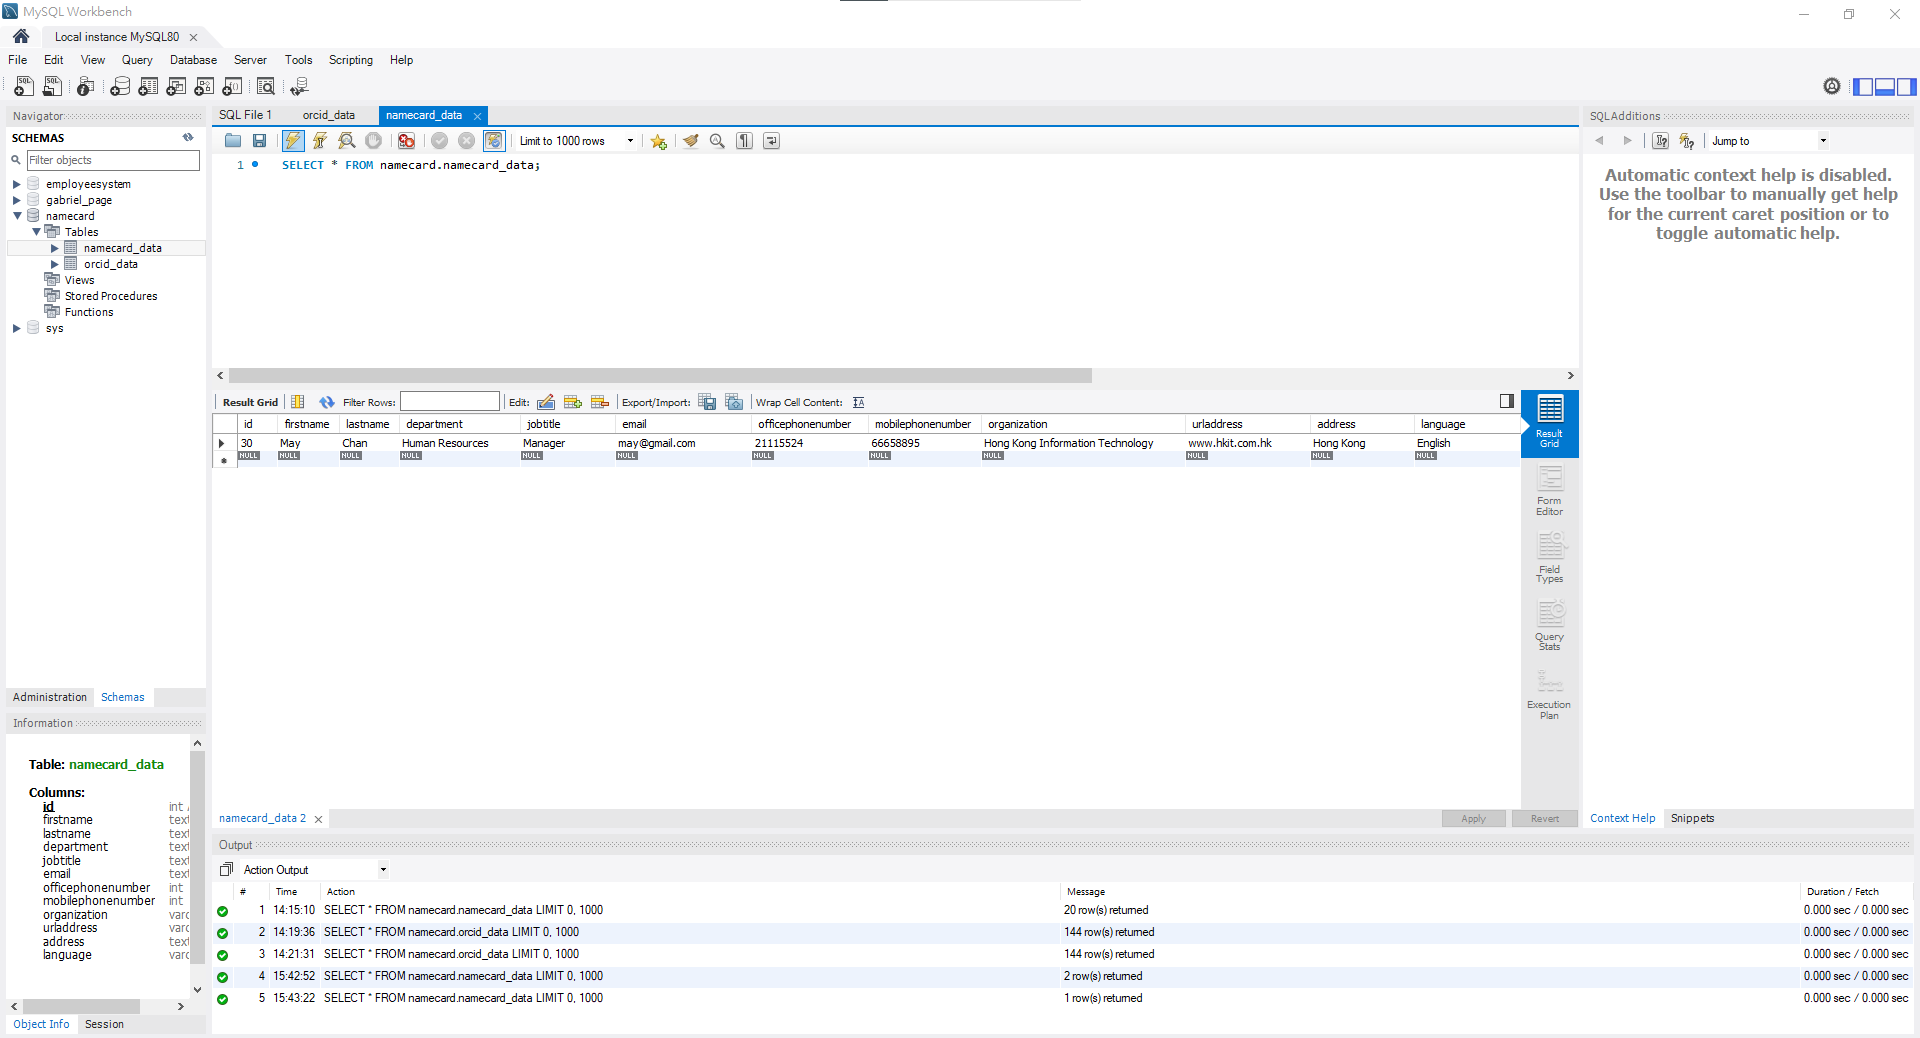 MySQL Workbench
Local instance MySQL80
File Edit View Query Database Server Tools Scripting Help
Navigator
SCHEMAS
Filter objects
employeesystem
gabriel_page
namecard
Tables
namecard_data
orcid_data
Views
Stored Procedures
Functions
sys
Administration Schemas
Information
Table: namecard_data
Columns:
id int
firstname text
lastname text
department text
jobtitle text
email text
officephonenumber int
mobilephonenumber int
organization varc
urladdress varc
address text
language varc
Object Info Session
SQL File 1 orcid_data namecard_data
Limit to 1000 rows
1 SELECT * FROM namecard.namecard_data;
Result Grid Filter Rows: Edit: Export/Import: Wrap Cell Content:
id firstname lastname department jobtitle email officephonenumber mobilephonenumber organization urladdress address language
30 May Chan Human Resources Manager may@gmail.com 21115524 66658895 Hong Kong Information Technology www.hkit.com.hk Hong Kong English
NULL NULL NULL NULL NULL NULL NULL NULL NULL NULL NULL NULL
Result
Grid
Form
Editor
Field
Types
Query
Stats
Execution
Plan
namecard_data 2
Apply Revert
Output
Action Output
# Time Action Message Duration / Fetch
1 14:15:10 SELECT * FROM namecard.namecard_data LIMIT 0, 1000 20 row(s) returned 0.000 sec / 0.000 sec
2 14:19:36 SELECT * FROM namecard.orcid_data LIMIT 0, 1000 144 row(s) returned 0.000 sec / 0.000 sec
3 14:21:31 SELECT * FROM namecard.orcid_data LIMIT 0, 1000 144 row(s) returned 0.000 sec / 0.000 sec
4 15:42:52 SELECT * FROM namecard.namecard_data LIMIT 0, 1000 2 row(s) returned 0.000 sec / 0.000 sec
5 15:43:22 SELECT * FROM namecard.namecard_data LIMIT 0, 1000 1 row(s) returned 0.000 sec / 0.000 sec
SQLAdditions
Jump to
Automatic context help is disabled.
Use the toolbar to manually get help
for the current caret position or to
toggle automatic help.
Context Help Snippets